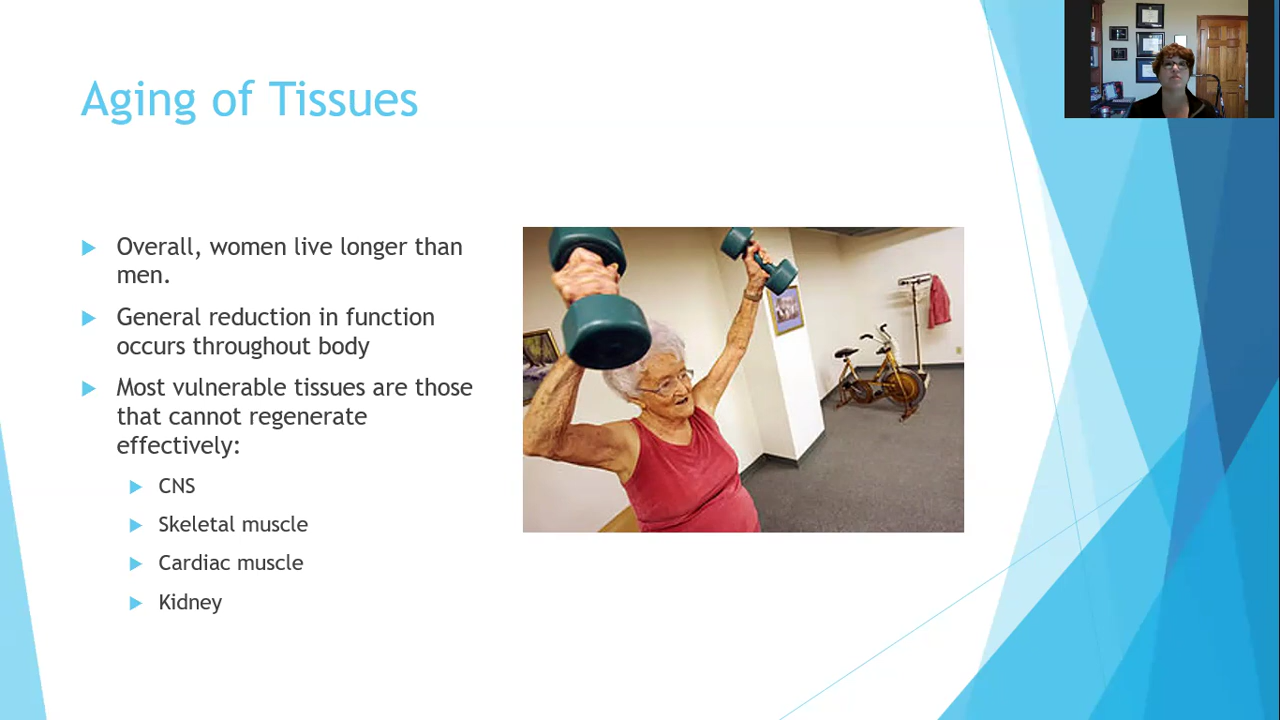 Aging of Tissues
Overall, women live longer than
men.
General reduction in function
occurs throughout body
Most vulnerable tissues are those
that cannot regenerate
effectively:
CNS
Skeletal muscle
Cardiac muscle
Kidney